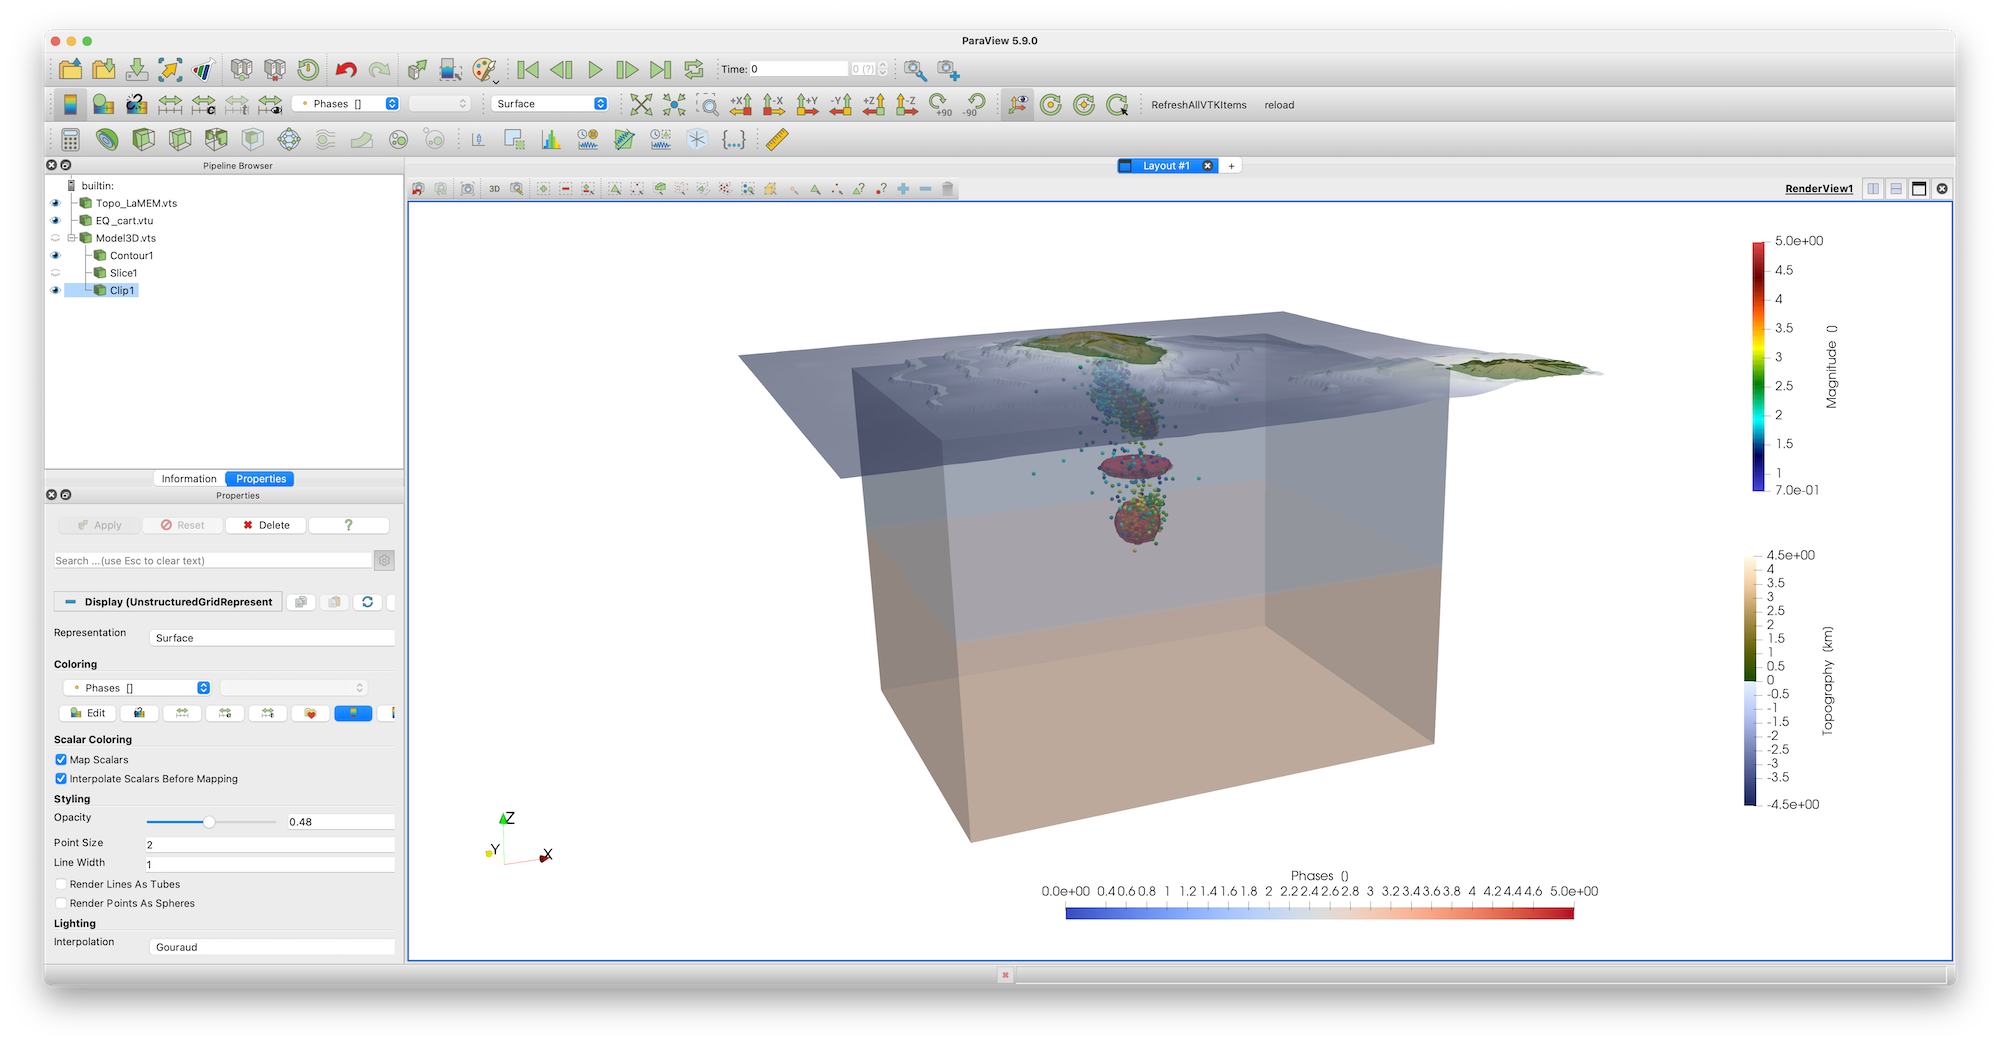 ParaView 5.9.0
Time: 0 0 (?)
Phases [] Surface +X -X +Y -Y +Z -Z +90 -90 RefreshAllVTKItems reload
Pipeline Browser
Layout #1 +
builtin:
3D
RenderView1
Topo_LaMEM.vts
EQ_cart.vtu
Model3D.vts
Contour1
Slice1
Clip1
Information Properties
Properties
Apply Reset Delete ?
Search ...(use Esc to clear text)
Display (UnstructuredGridRepresent
Representation Surface
Coloring
Phases []
Edit
Scalar Coloring
Map Scalars
Interpolate Scalars Before Mapping
Styling
Opacity 0.48
Point Size 2
Line Width 1
Render Lines As Tubes
Render Points As Spheres
Lighting
Interpolation Gouraud
5.0e+00
4.5
4
3.5
3
2.5
2
1.5
1
7.0e-01
Magnitude ()
4.5e+00
4
3.5
3
2.5
2
1.5
1
0.5
0
-0.5
-1
-1.5
-2
-2.5
-3
-3.5
-4.5e+00
Topography (km)
Z
Y
X
Phases ()
0.0e+00 0.4 0.6 0.8 1 1.2 1.4 1.6 1.8 2 2.2 2.4 2.6 2.8 3 3.2 3.4 3.6 3.8 4 4.2 4.4 4.6 5.0e+00